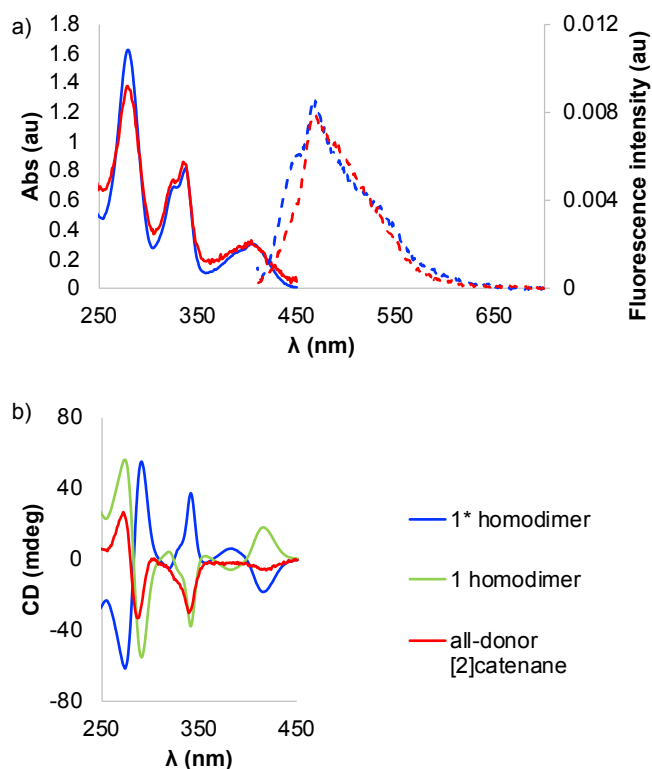 a)
1.8
1.6
1.4
1.2
1
0.8
0.6
0.4
0.2
0
Abs (au)
0.012
0.008
0.004
0
Fluorescence intensity (au)
250 350 450 550 650
λ (nm)
b)
80
40
0
-40
-80
CD (mdeg)
250 350 450
λ (nm)
1* homodimer
1 homodimer
all-donor
[2]catenane